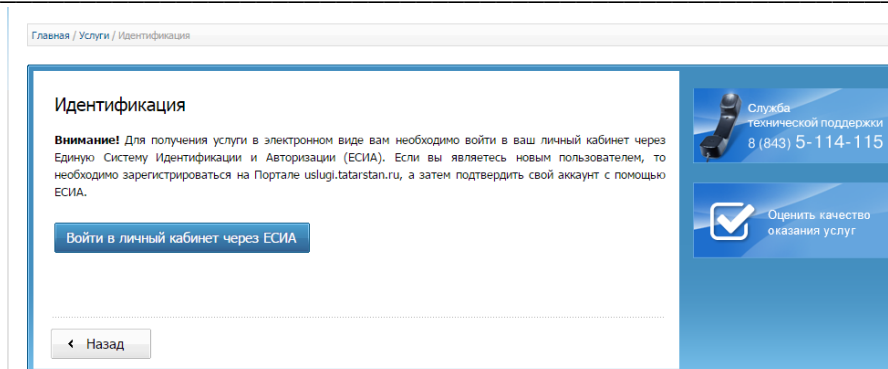 Главная / Услуги / Идентификация
Идентификация
Внимание! Для получения услуги в электронном виде вам необходимо войти в ваш личный кабинет через
Единую Систему Идентификации и Авторизации (ЕСИА). Если вы являетесь новым пользователем, то
необходимо зарегистрироваться на Портале uslugi.tatarstan.ru, а затем подтвердить свой аккаунт с помощью
ЕСИА.
Войти в личный кабинет через ЕСИА
Назад
Служба
технической поддержки
8 (843) 5-114-115
Оценить качество
оказания услуг